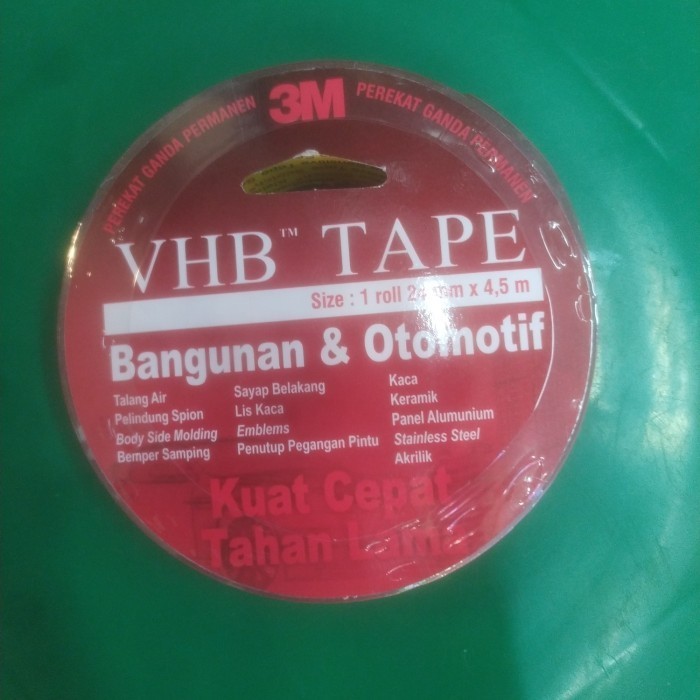 PEREKAT GANDA PERMANEN 3M PEREKAT GANDA PERMANEN
VHB™ TAPE
Size : 1 roll 24 mm x 4,5 m
Bangunan & Otomotif
Talang Air
Pelindung Spion
Body Side Molding
Bemper Samping
Sayap Belakang
Lis Kaca
Emblems
Penutup Pegangan Pintu
Kaca
Keramik
Panel Alumunium
Stainless Steel
Akrilik
Kuat Cepat
Tahan Lama